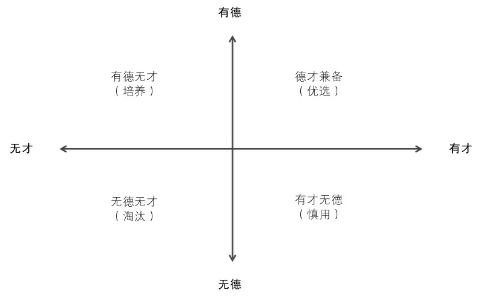 有德
有德无才
（培养）
德才兼备
（优选）
无才
有才
无德无才
（淘汰）
有才无德
（慎用）
无德